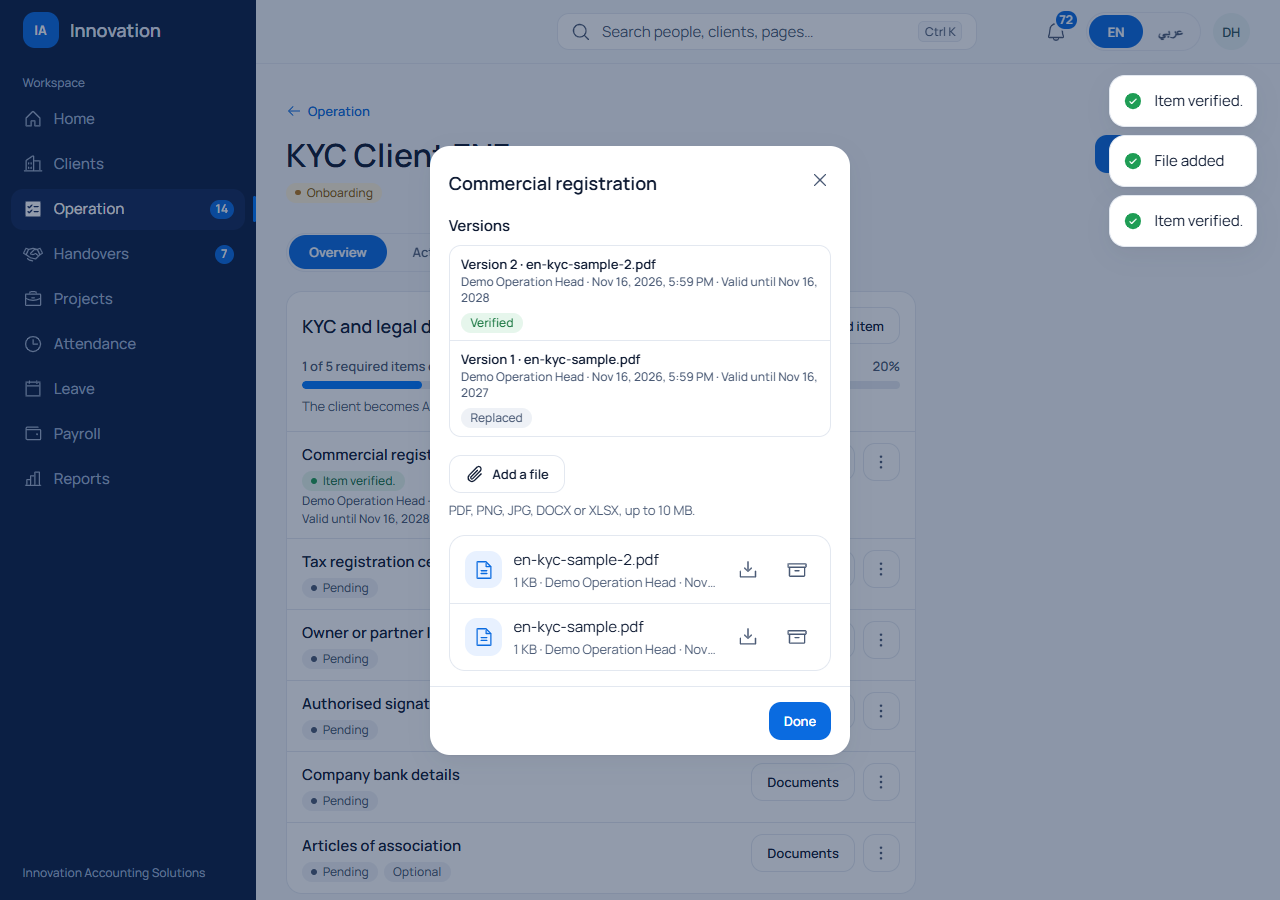 IA
Innovation
Search people, clients, pages...
Ctrl K
72
EN
عربي
DH
Workspace
Home
Clients
Operation
14
Handovers
7
Projects
Attendance
Leave
Payroll
Reports
Innovation Accounting Solutions
Operation
KYC Client
Onboarding
Overview
KYC and legal
1 of 5 required items
20%
The client becomes
Commercial
Item verified.
Demo Operation Head
Valid until Nov 16, 2028
Tax registration
Pending
Owner or partner
Pending
Authorised
Pending
Company bank details
Pending
Documents
Articles of association
Pending
Optional
Documents
item
Commercial registration
Versions
Version 2 · en-kyc-sample-2.pdf
Demo Operation Head · Nov 16, 2026, 5:59 PM · Valid until Nov 16,
2028
Verified
Version 1 · en-kyc-sample.pdf
Demo Operation Head · Nov 16, 2026, 5:59 PM · Valid until Nov 16,
2027
Replaced
Add a file
PDF, PNG, JPG, DOCX or XLSX, up to 10 MB.
en-kyc-sample-2.pdf
1 KB · Demo Operation Head · Nov...
en-kyc-sample.pdf
1 KB · Demo Operation Head · Nov...
Done
Item verified.
File added
Item verified.